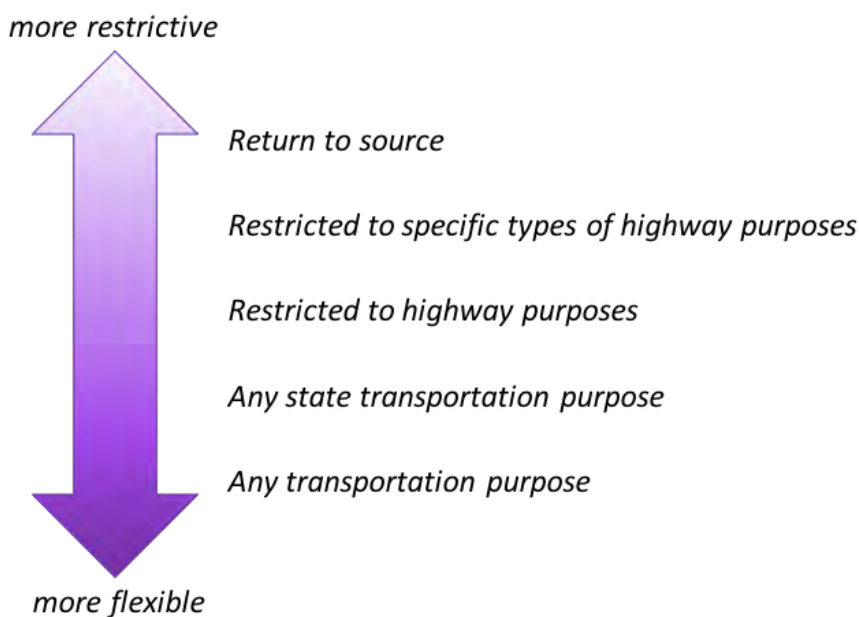 more restrictive
Return to source
Restricted to specific types of highway purposes
Restricted to highway purposes
Any state transportation purpose
Any transportation purpose
more flexible